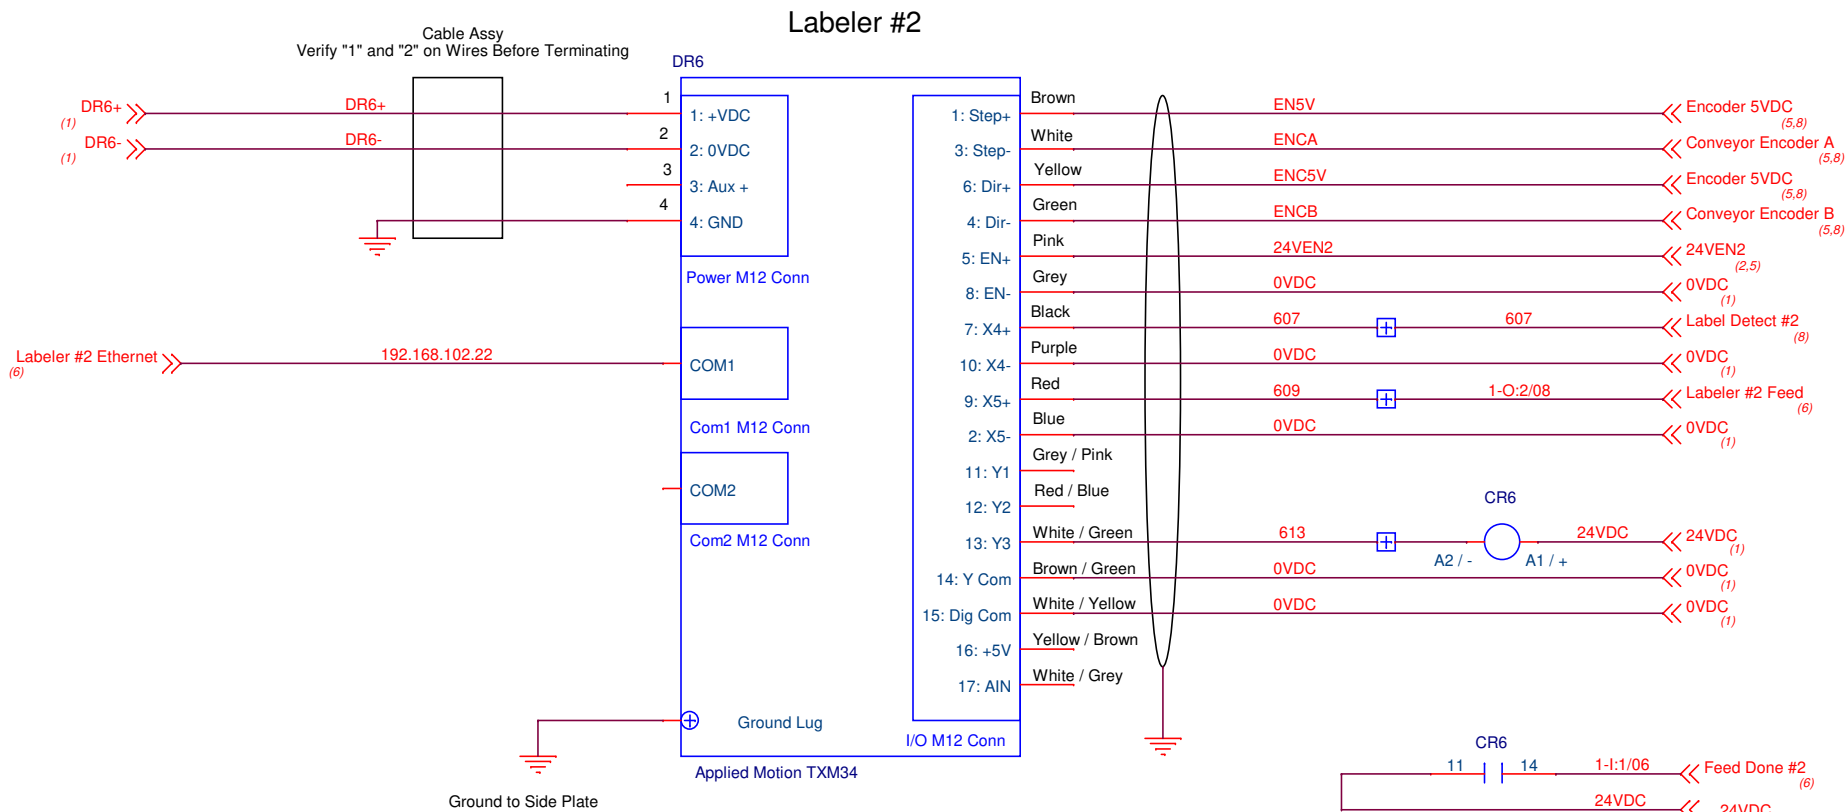 Labeler #2
Cable Assy
Verify "1" and "2" on Wires Before Terminating
DR6
DR6+
(1)
DR6+
1
1: +VDC
DR6-
(1)
DR6-
2
2: 0VDC
3
3: Aux +
4
4: GND
Power M12 Conn
Labeler #2 Ethernet
(6)
192.168.102.22
COM1
Com1 M12 Conn
COM2
Com2 M12 Conn
Ground Lug
I/O M12 Conn
Applied Motion TXM34
Ground to Side Plate
1: Step+
Brown
EN5V
Encoder 5VDC
(5,8)
3: Step-
White
ENCA
Conveyor Encoder A
(5,8)
6: Dir+
Yellow
ENC5V
Encoder 5VDC
(5,8)
4: Dir-
Green
ENCB
Conveyor Encoder B
(5,8)
5: EN+
Pink
24VEN2
24VEN2
(2,5)
8: EN-
Grey
0VDC
0VDC
(1)
7: X4+
Black
607
607
Label Detect #2
(8)
10: X4-
Purple
0VDC
0VDC
(1)
9: X5+
Red
609
1-O:2/08
Labeler #2 Feed
(6)
2: X5-
Blue
0VDC
0VDC
(1)
11: Y1
Grey / Pink
12: Y2
Red / Blue
CR6
13: Y3
White / Green
613
A2 / -
A1 / +
24VDC
24VDC
(1)
14: Y Com
Brown / Green
0VDC
0VDC
(1)
15: Dig Com
White / Yellow
0VDC
0VDC
(1)
16: +5V
Yellow / Brown
17: AIN
White / Grey
CR6
11
14
1-I:1/06
Feed Done #2
(6)
24VDC
24VDC